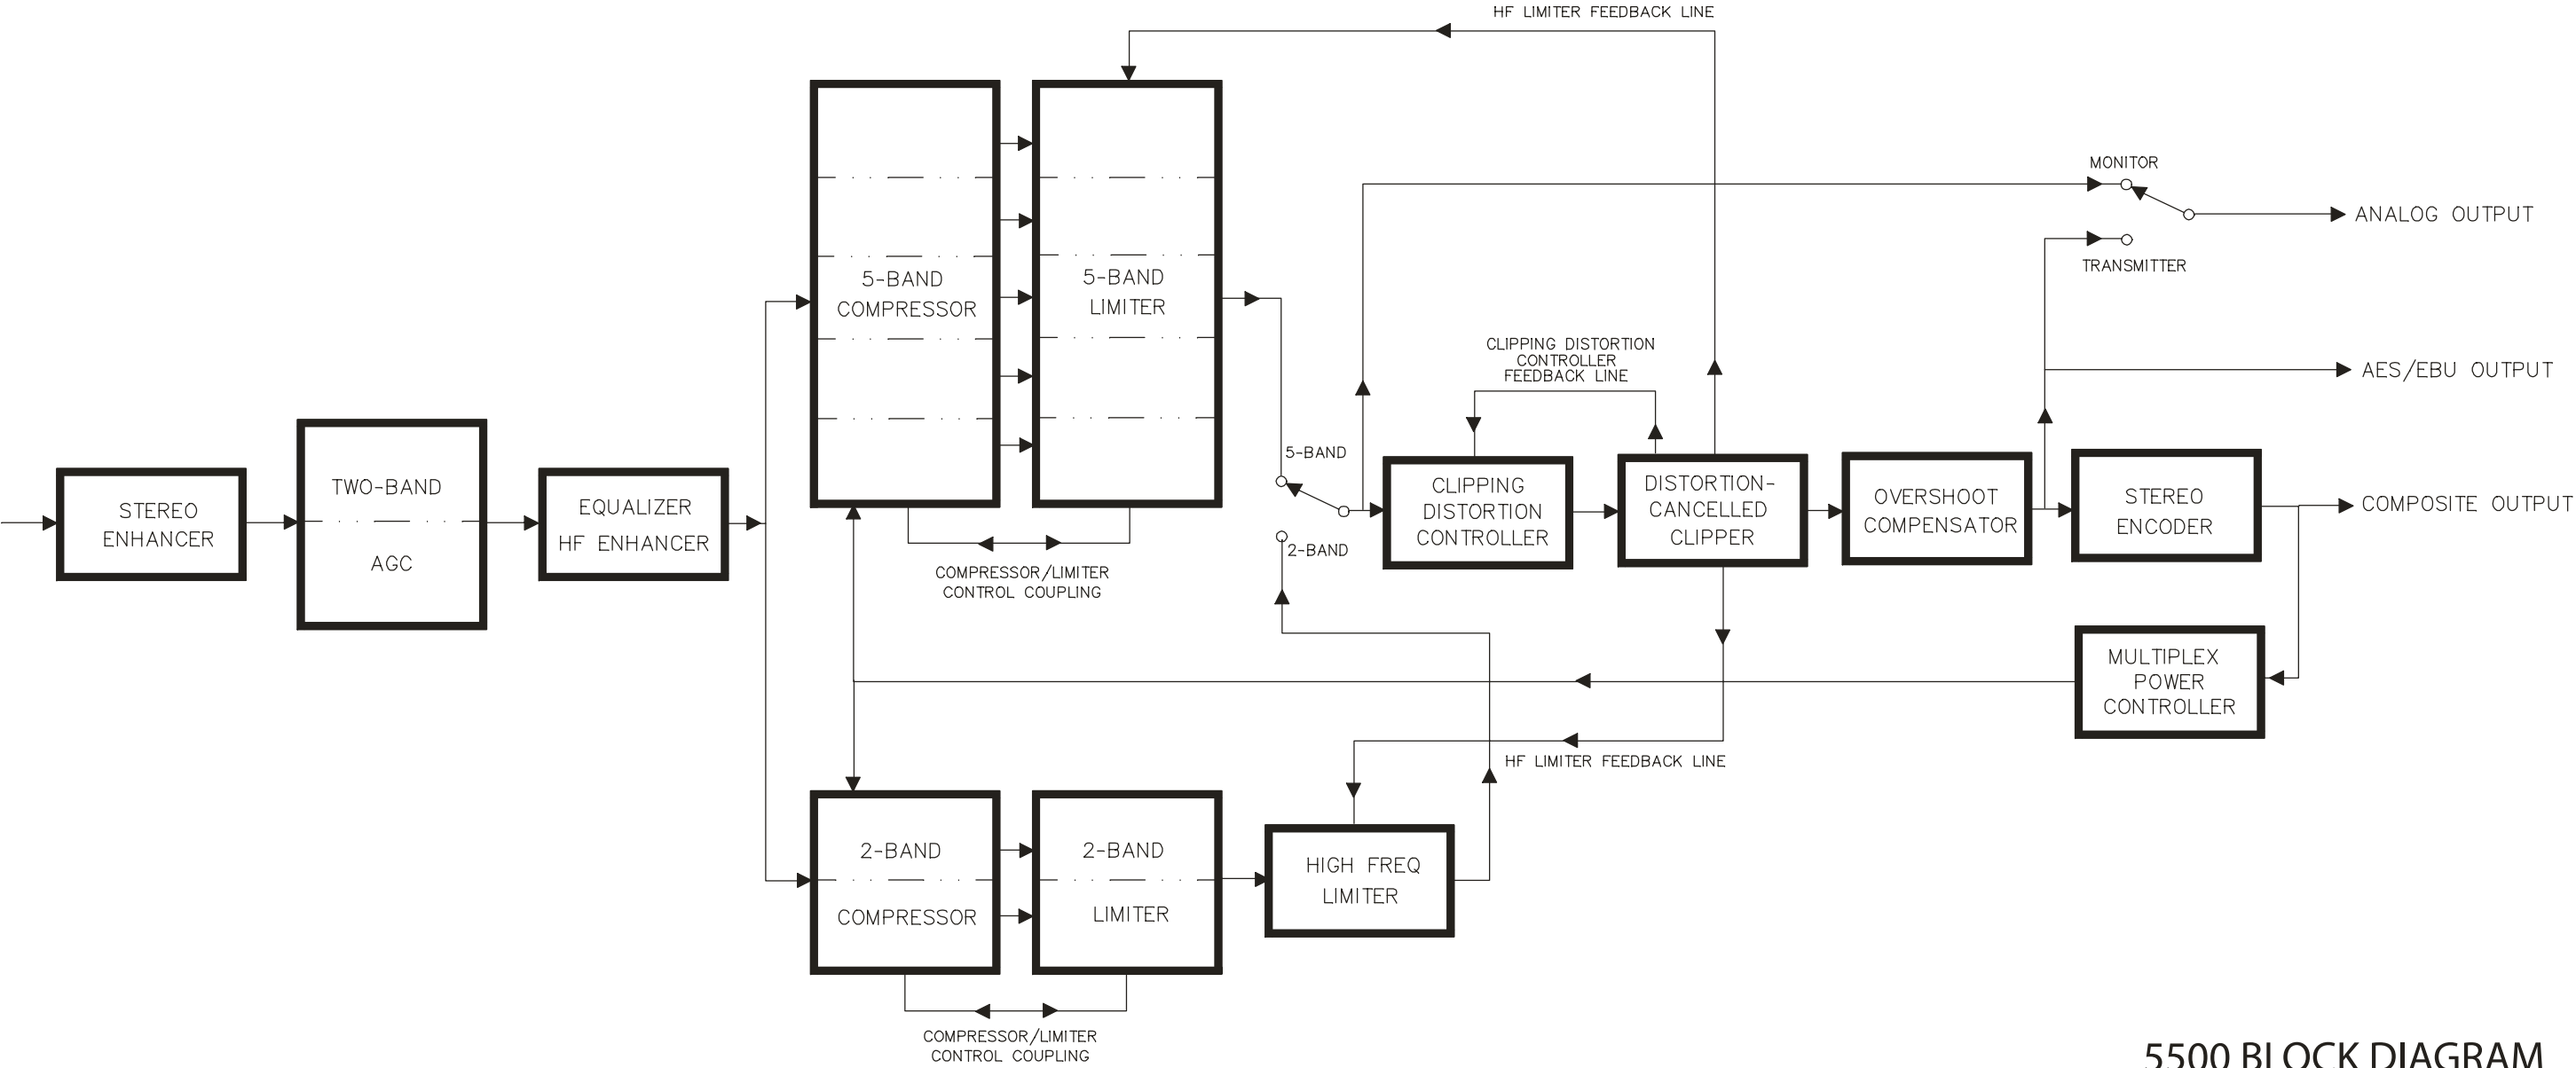 HF LIMITER FEEDBACK LINE
MONITOR
ANALOG OUTPUT
TRANSMITTER
5-BAND
COMPRESSOR
5-BAND
LIMITER
CLIPPING DISTORTION
CONTROLLER
FEEDBACK LINE
AES/EBU OUTPUT
STEREO
ENHANCER
TWO-BAND
AGC
EQUALIZER
HF ENHANCER
5-BAND
2-BAND
CLIPPING
DISTORTION
CONTROLLER
DISTORTION-
CANCELLED
CLIPPER
OVERSHOOT
COMPENSATOR
STEREO
ENCODER
COMPOSITE OUTPUT
COMPRESSOR/LIMITER
CONTROL COUPLING
MULTIPLEX
POWER
CONTROLLER
HF LIMITER FEEDBACK LINE
2-BAND
COMPRESSOR
2-BAND
LIMITER
HIGH FREQ
LIMITER
COMPRESSOR/LIMITER
CONTROL COUPLING
5500 BLOCK DIAGRAM